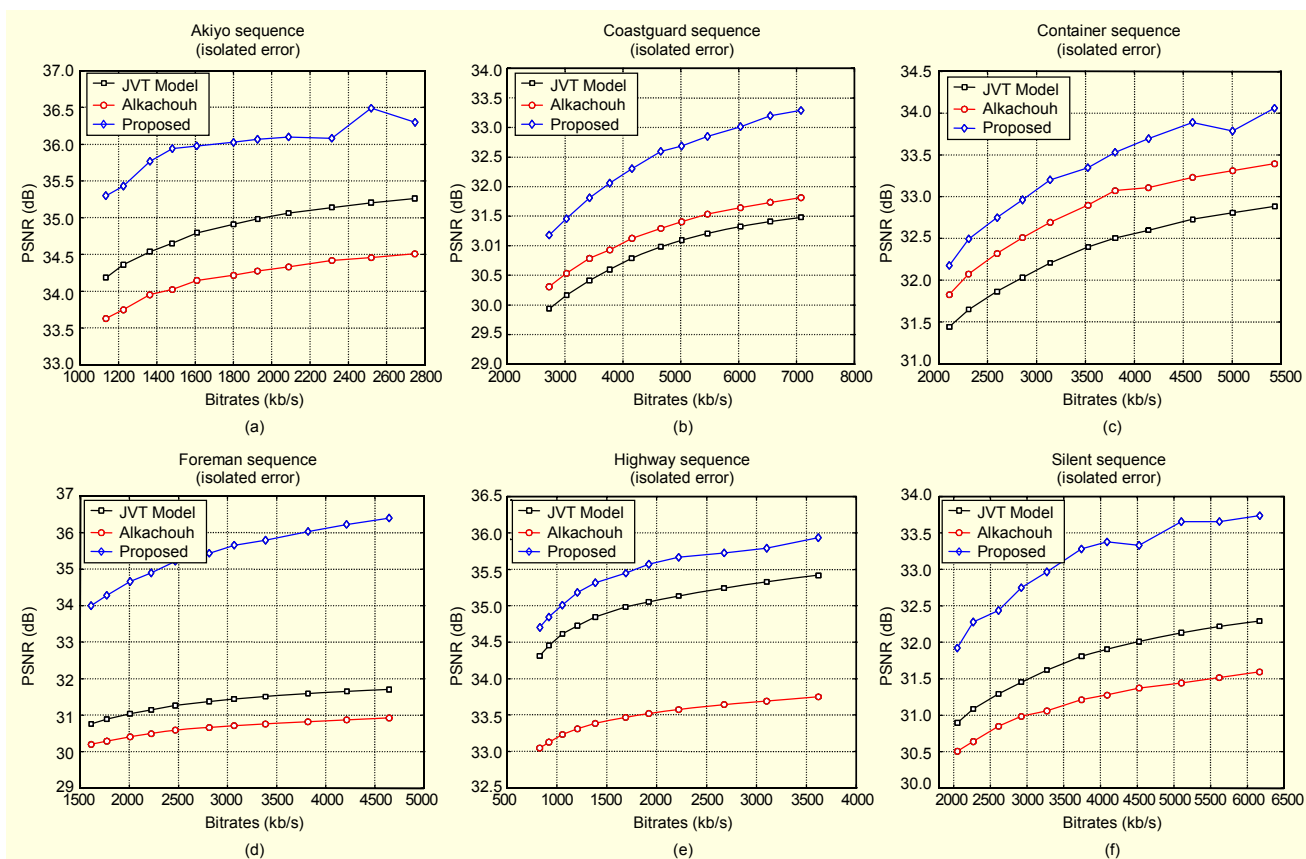 Akiyo sequence
(isolated error)
37.0
36.5
36.0
35.5
35.0
34.5
34.0
33.5
33.0
PSNR (dB)
JVT Model
Alkachouh
Proposed
1000 1200 1400 1600 1800 2000 2200 2400 2600 2800
Bitrates (kb/s)
(a)
Coastguard sequence
(isolated error)
34.0
33.5
33.0
32.5
32.0
31.5
3.01
30.5
30.0
29.5
29.0
PSNR (dB)
JVT Model
Alkachouh
Proposed
2000 3000 4000 5000 6000 7000 8000
Bitrates (kb/s)
(b)
Container sequence
(isolated error)
34.5
34.0
33.5
33.0
32.5
32.0
31.5
31.0
PSNR (dB)
JVT Model
Alkachouh
Proposed
2100 2500 3000 3500 4000 4500 5000 5500
Bitrates (kb/s)
(c)
Foreman sequence
(isolated error)
37
36
35
34
33
32
31
30
29
PSNR (dB)
JVT Model
Alkachouh
Proposed
1500 2000 2500 3000 3500 4000 4500 5000
Bitrates (kb/s)
(d)
Highway sequence
(isolated error)
36.5
36.0
35.5
35.0
34.5
34.0
33.5
33.0
32.5
PSNR (dB)
JVT Model
Alkachouh
Proposed
500 1000 1500 2000 2500 3000 3500 4000
Bitrates (kb/s)
(e)
Silent sequence
(isolated error)
34.0
33.5
33.0
32.5
32.0
31.5
31.0
30.5
30.0
PSNR (dB)
JVT Model
Alkachouh
Proposed
2000 2500 3000 3500 4000 4500 5000 5500 6000 6500
Bitrates (kb/s)
(f)